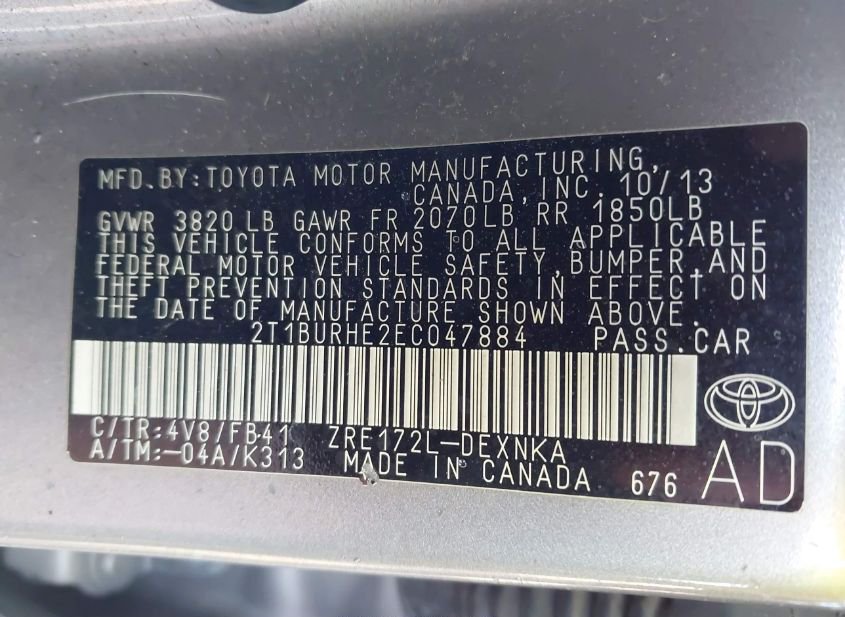 MFD.BY:TOYOTA MOTOR MANUFACTURING,
CANADA,INC. 10/13
GVWR 3820 LB GAWR FR 2070LB RR 1850LB
THIS VEHICLE CONFORMS TO ALL APPLICABLE
FEDERAL MOTOR VEHICLE SAFETY,BUMPER,AND
THEFT PREVENTION STANDARDS IN EFFECT ON
THE DATE OF MANUFACTURE SHOWN ABOVE.
2T1BURHE2EC047884 PASS.CAR
C/TR:4V8/FB41 ZRE172L-DEXNKA
A/TM:-04A/K313 MADE IN CANADA 676 AD